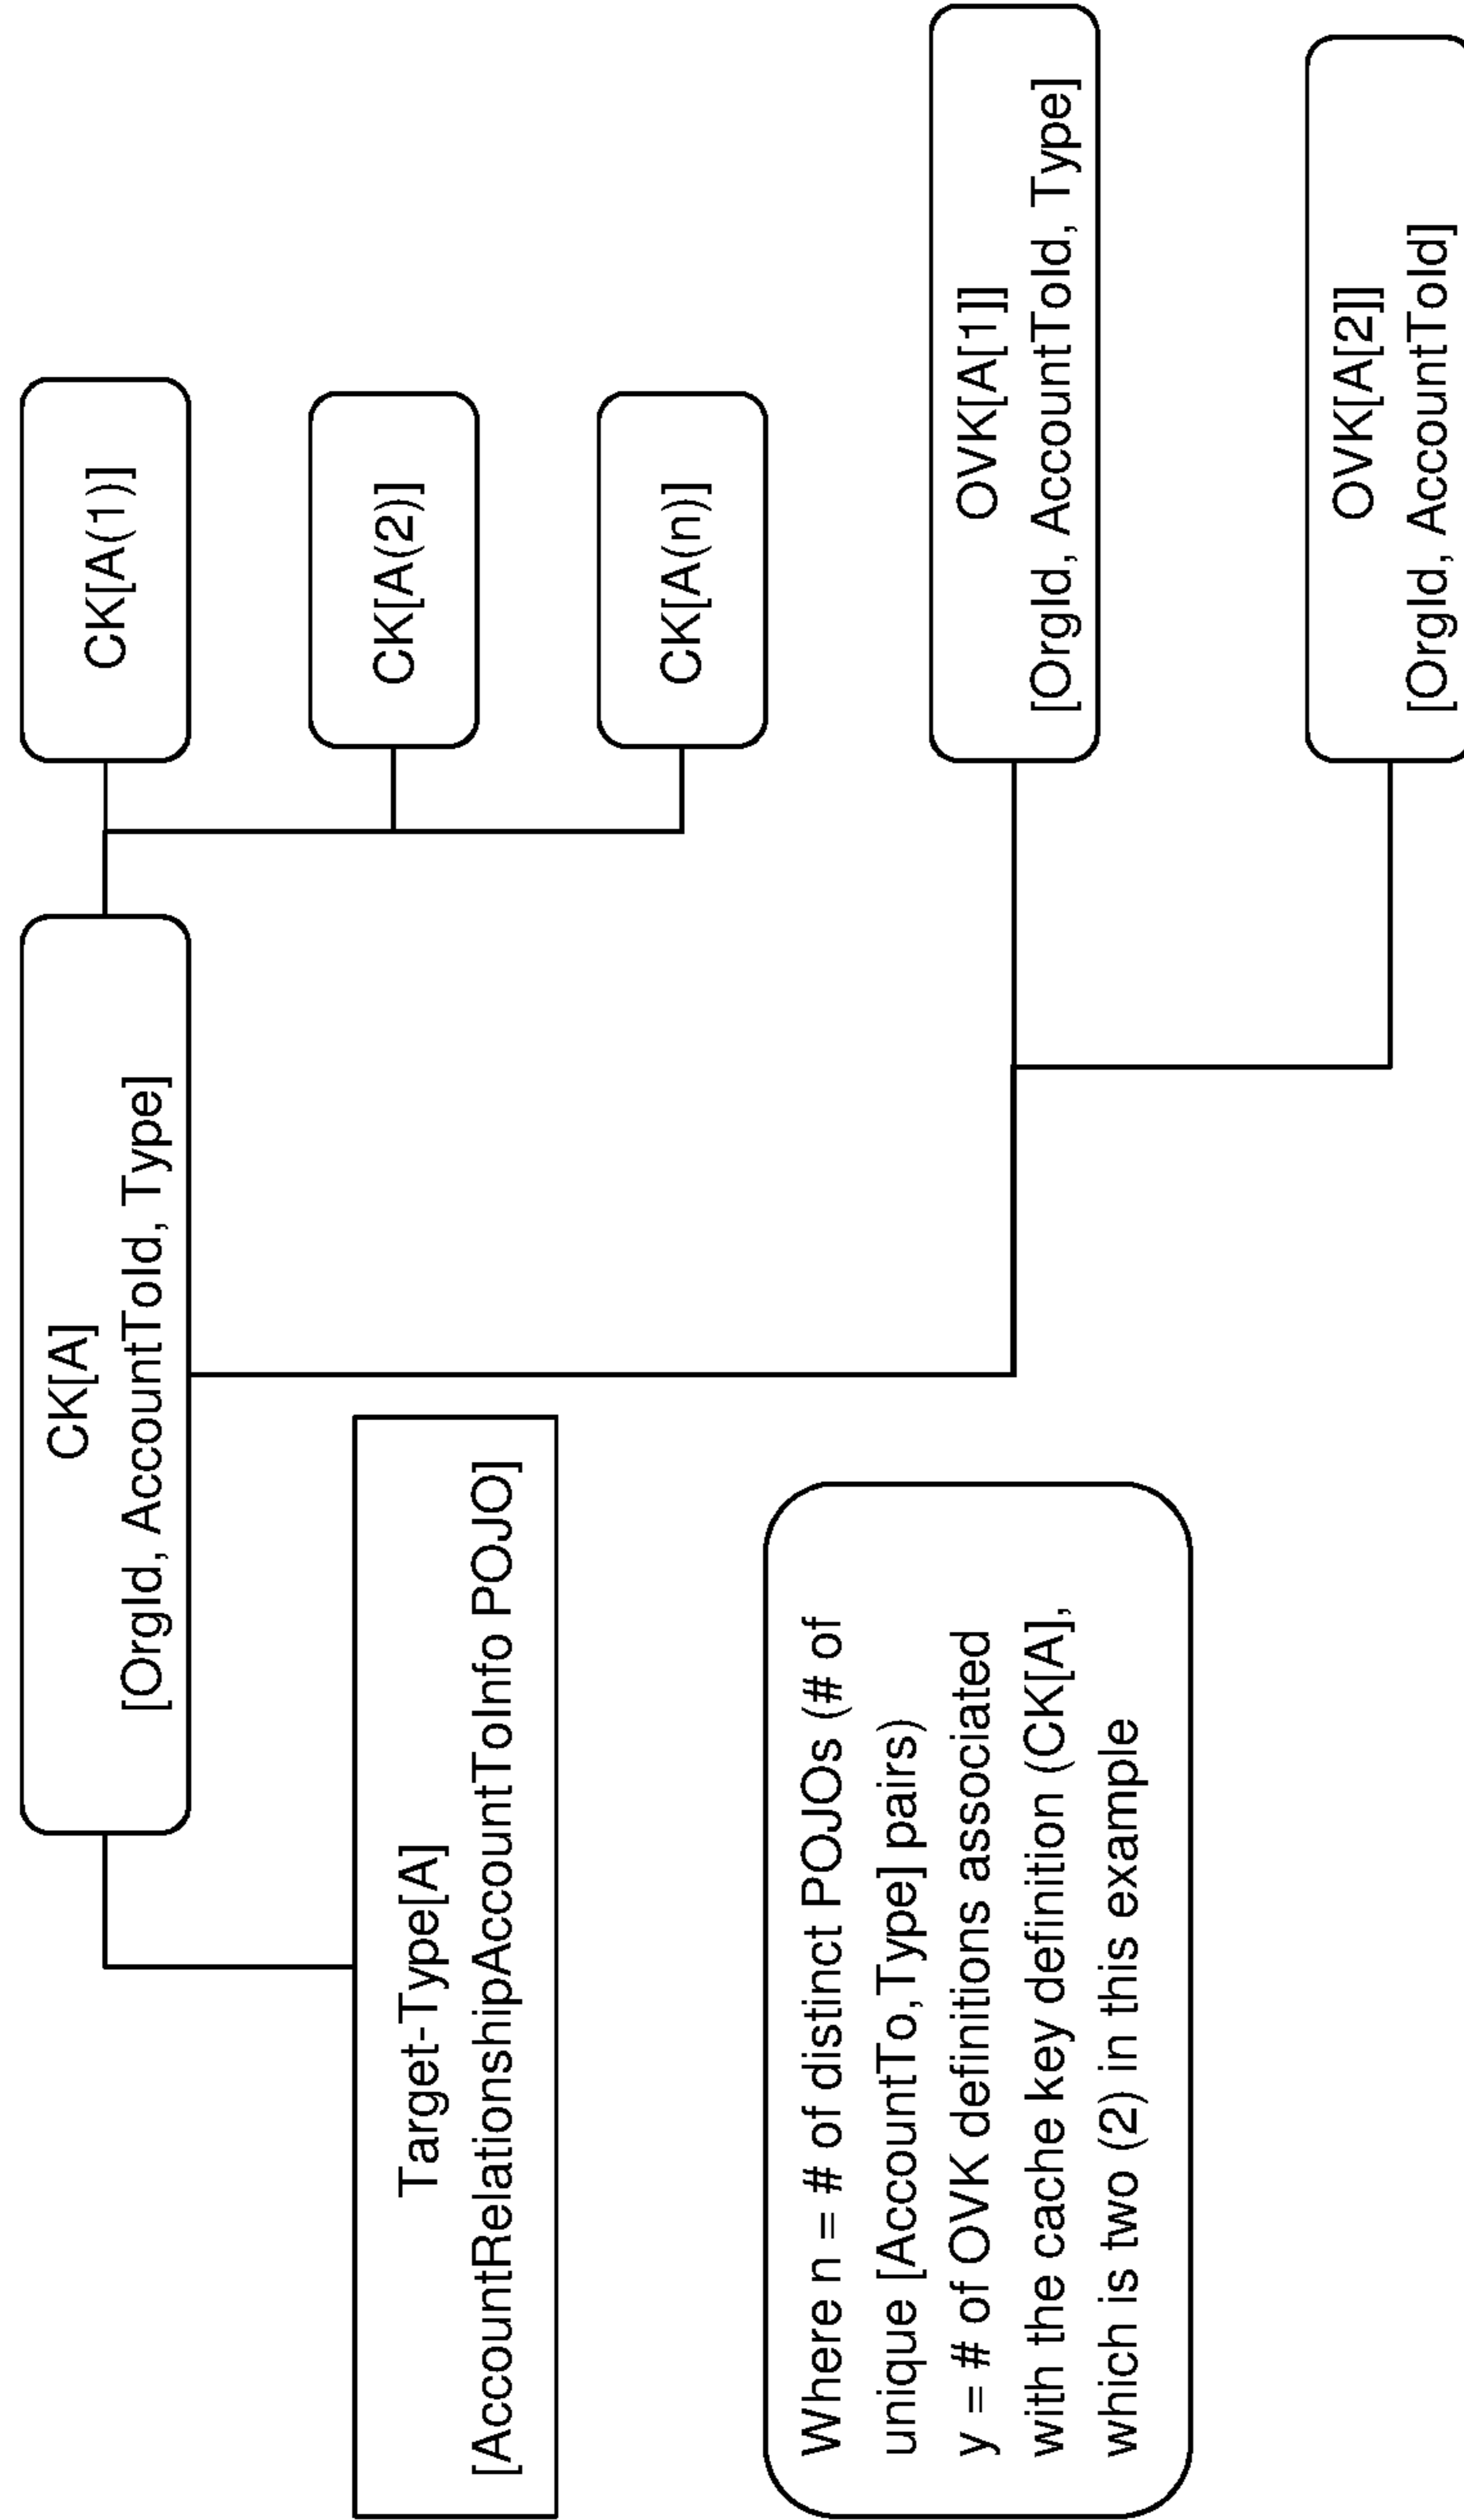 CK[A]
[OrgId, AccountToId, Type]
CK[A(1)]
CK[A(2)]
CK[A(n)]
Target-Type[A]
[AccountRelationshipAccountToInfo POJO]
Where n = # of distinct POJOs (# of
unique [AccountTo,Type] pairs)
y = # of OVK definitions associated
with the cache key definition (CK[A],
which is two (2) in this example
OVK[A[1]]
[OrgId, AccountToId, Type]
OVK[A[2]]
[OrgId, AccountToId]